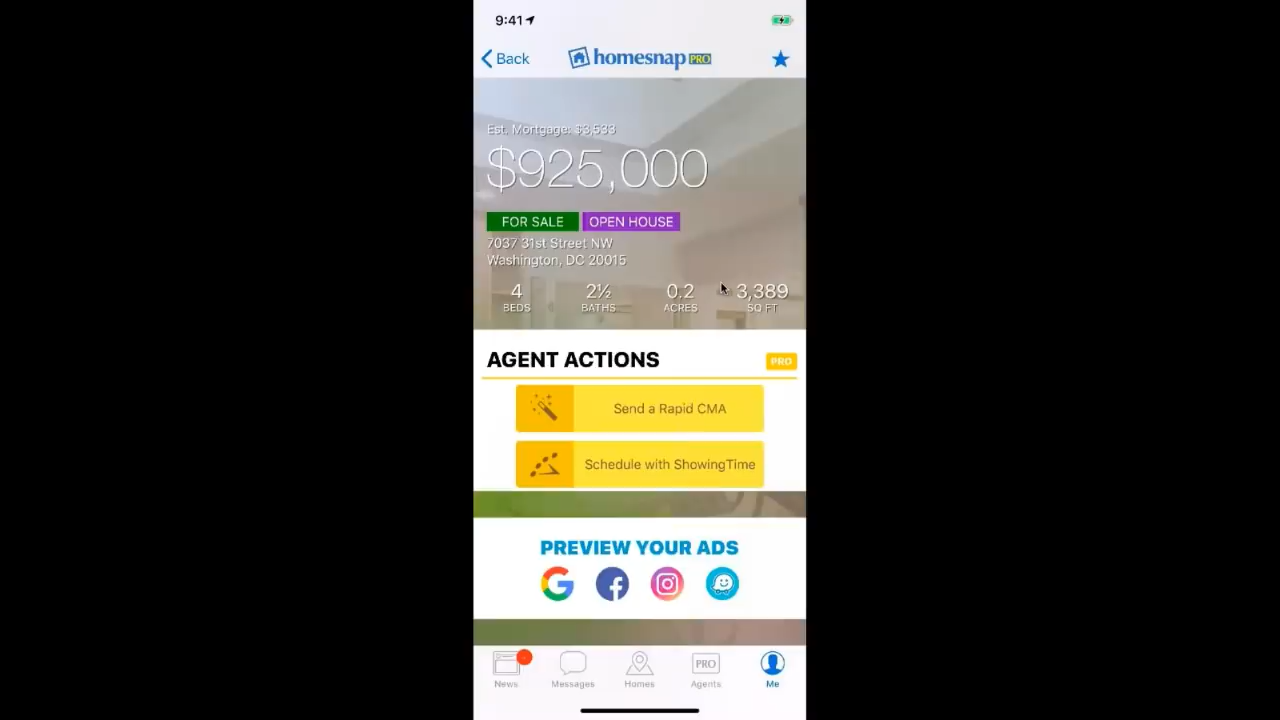 9:41
Back
homesnap PRO
Est. Mortgage: $3,533
$925,000
FOR SALE OPEN HOUSE
7037 31st Street NW
Washington, DC 20015
4 2½ 0.2 3,389
BEDS BATHS ACRES SQ FT
AGENT ACTIONS PRO
Send a Rapid CMA
Schedule with ShowingTime
PREVIEW YOUR ADS
PRO
News Messages Homes Agents Me